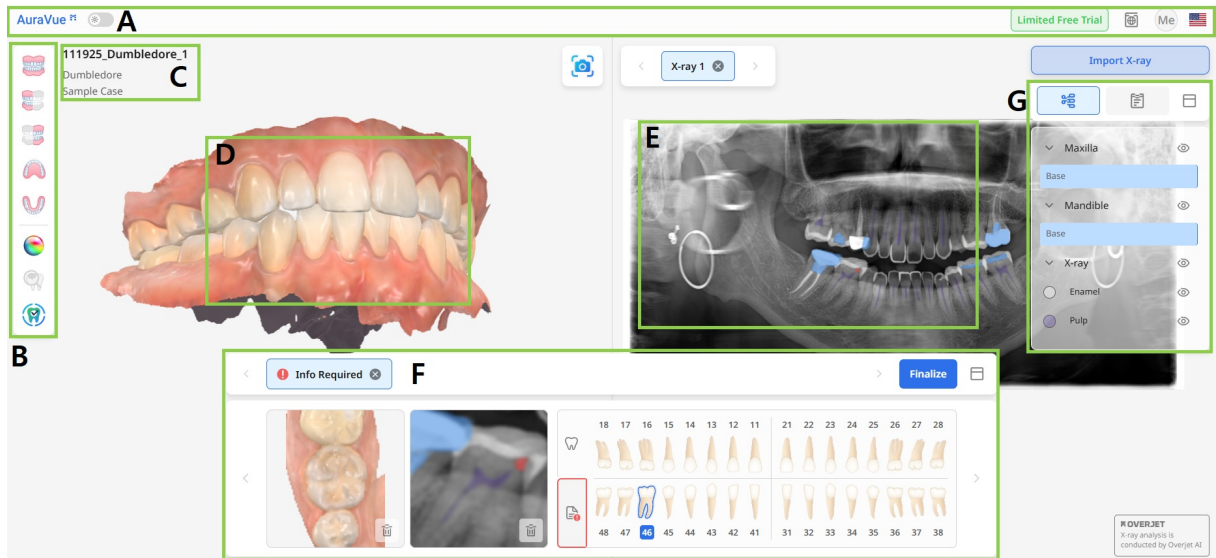 AuraVue
A
Limited Free Trial
Me
B
111925_Dumbledore_1
Dumbledore
Sample Case
C
D
X-ray 1
E
Import X-ray
G
Maxilla
Base
Mandible
Base
X-ray
Enamel
Pulp
Info Required
F
Finalize
18 17 16 15 14 13 12 11 21 22 23 24 25 26 27 28
48 47 46 45 44 43 42 41 31 32 33 34 35 36 37 38
OVERJET
X-ray analysis is
conducted by Overjet AI